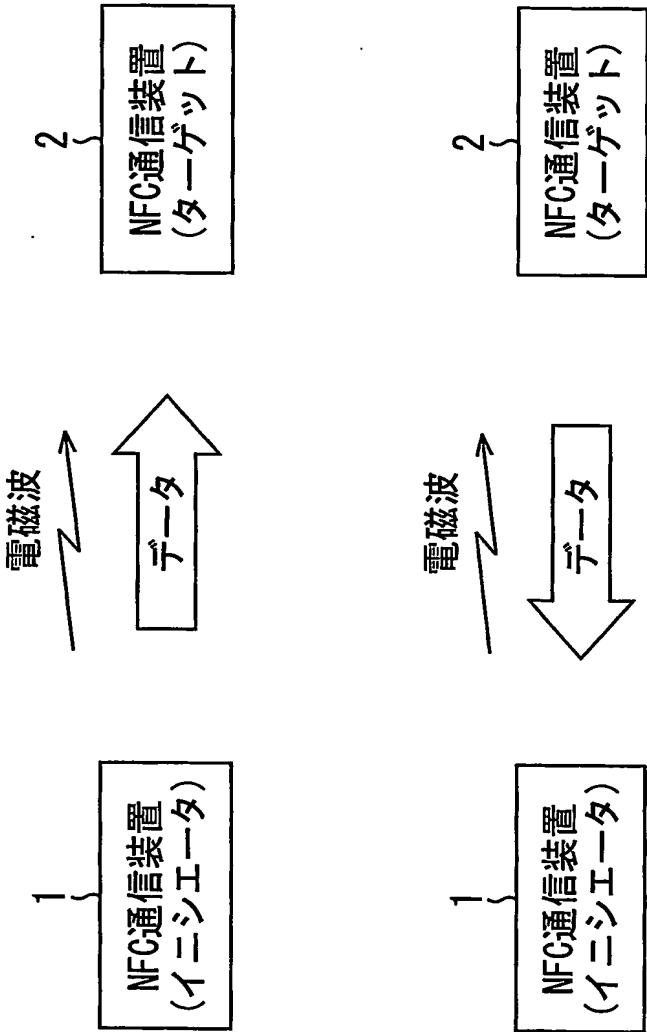 1
NFC通信装置
(イニシエータ)
電磁波
データ
2
NFC通信装置
(ターゲット)
1
NFC通信装置
(イニシエータ)
電磁波
データ
2
NFC通信装置
(ターゲット)